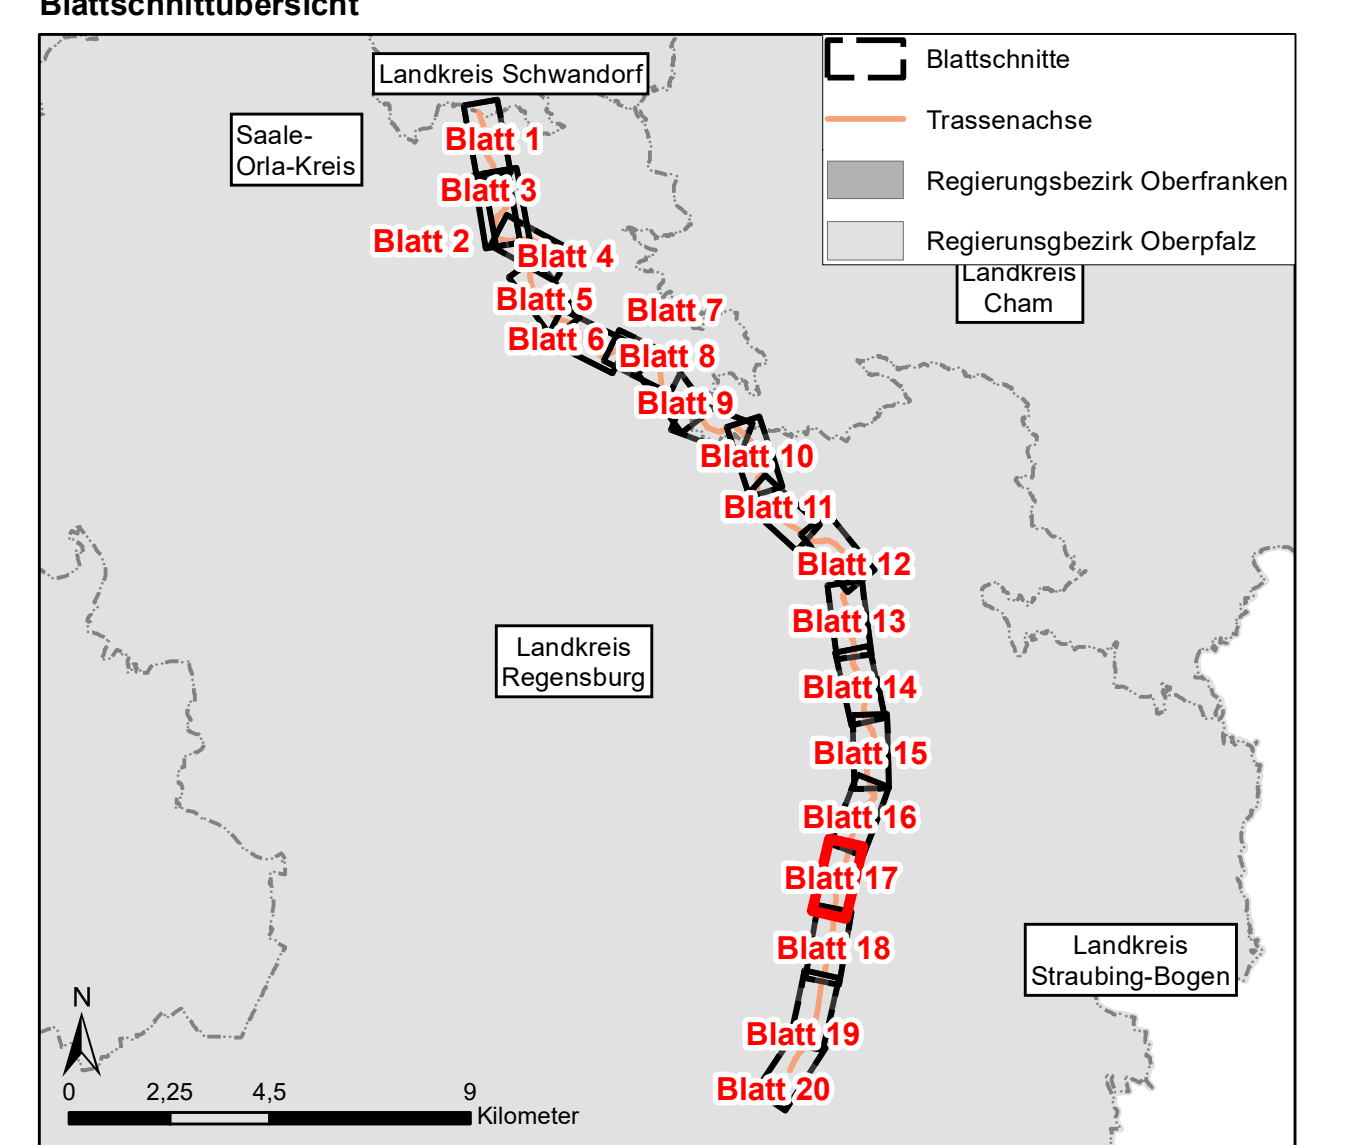 Blattschnittübersicht
Landkreis Schwandorf
Saale-
Orla-Kreis
Blattschnitte
Trassenachse
Regierungsbezirk Oberfranken
Regierunsgbezirk Oberpfalz
Landkreis
Cham
Blatt 1
Blatt 3
Blatt 2
Blatt 4
Blatt 5
Blatt 7
Blatt 6
Blatt 8
Blatt 9
Blatt 10
Blatt 11
Blatt 12
Blatt 13
Landkreis
Regensburg
Blatt 14
Blatt 15
Blatt 16
Blatt 17
Blatt 18
Landkreis
Straubing-Bogen
Blatt 19
Blatt 20
N
0 2,25 4,5 9
Kilometer